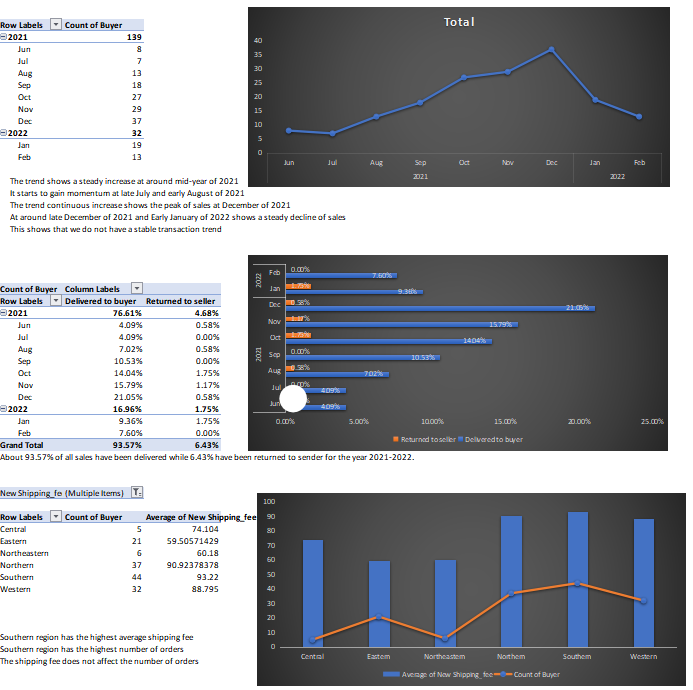 Row Labels Count of Buyer
2021 139
Jun 8
Jul 7
Aug 13
Sep 18
Oct 27
Nov 29
Dec 37
2022 32
Jan 19
Feb 13
Total
40
35
30
25
20
15
10
5
0
Jun Jul Aug Sep Oct Nov Dec Jan Feb
2021 2022
The trend shows a steady increase at around mid-year of 2021
It starts to gain momentum at late July and early August of 2021
The trend continuous increase shows the peak of sales at December of 2021
At around late December of 2021 and Early January of 2022 shows a steady decline of sales
This shows that we do not have a stable transaction trend
Count of Buyer Column Labels
Row Labels Delivered to buyer Returned to seller
2021 76.61% 4.68%
Jun 4.09% 0.58%
Jul 4.09% 0.00%
Aug 7.02% 0.58%
Sep 10.53% 0.00%
Oct 14.04% 1.75%
Nov 15.79% 1.17%
Dec 21.05% 0.58%
2022 16.96% 1.75%
Jan 9.36% 1.75%
Feb 7.60% 0.00%
Grand Total 93.57% 6.43%
2022
2021
Feb 0.00% 7.60%
Jan 1.75% 9.36%
Dec 0.58% 21.05%
Nov 1.17% 15.79%
Oct 1.75% 14.04%
Sep 0.00% 10.53%
Aug 0.58% 7.02%
Jul 0.00% 4.09%
Jun 4.09%
0.00% 5.00% 10.00% 15.00% 20.00% 25.00%
Returned to seller Delivered to buyer
About 93.57% of all sales have been delivered while 6.43% have been returned to sender for the year 2021-2022.
New Shipping_fe (Multiple Items)
Row Labels Count of Buyer Average of New Shipping_fee
Central 5 74.104
Eastern 21 59.50571429
Northeastern 6 60.18
Northern 37 90.92378378
Southern 44 93.22
Western 32 88.795
100
90
80
70
60
50
40
30
20
10
0
Central Eastern Northeastern Northern Southern Western
Average of New Shipping_fee Count of Buyer
Southern region has the highest average shipping fee
Southern region has the highest number of orders
The shipping fee does not affect the number of orders